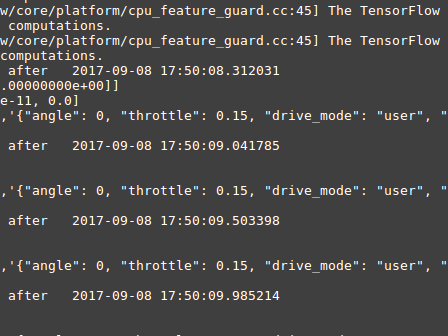 w/core/platform/cpu_feature_guard.cc:45] The TensorFlow
computations.
w/core/platform/cpu_feature_guard.cc:45] The TensorFlow
computations.
after 2017-09-08 17:50:08.312031
.00000000e+00]]
e-11, 0.0]
,'{"angle": 0, "throttle": 0.15, "drive_mode": "user", "
after 2017-09-08 17:50:09.041785
,'{"angle": 0, "throttle": 0.15, "drive_mode": "user", "
after 2017-09-08 17:50:09.503398
,'{"angle": 0, "throttle": 0.15, "drive_mode": "user", "
after 2017-09-08 17:50:09.985214